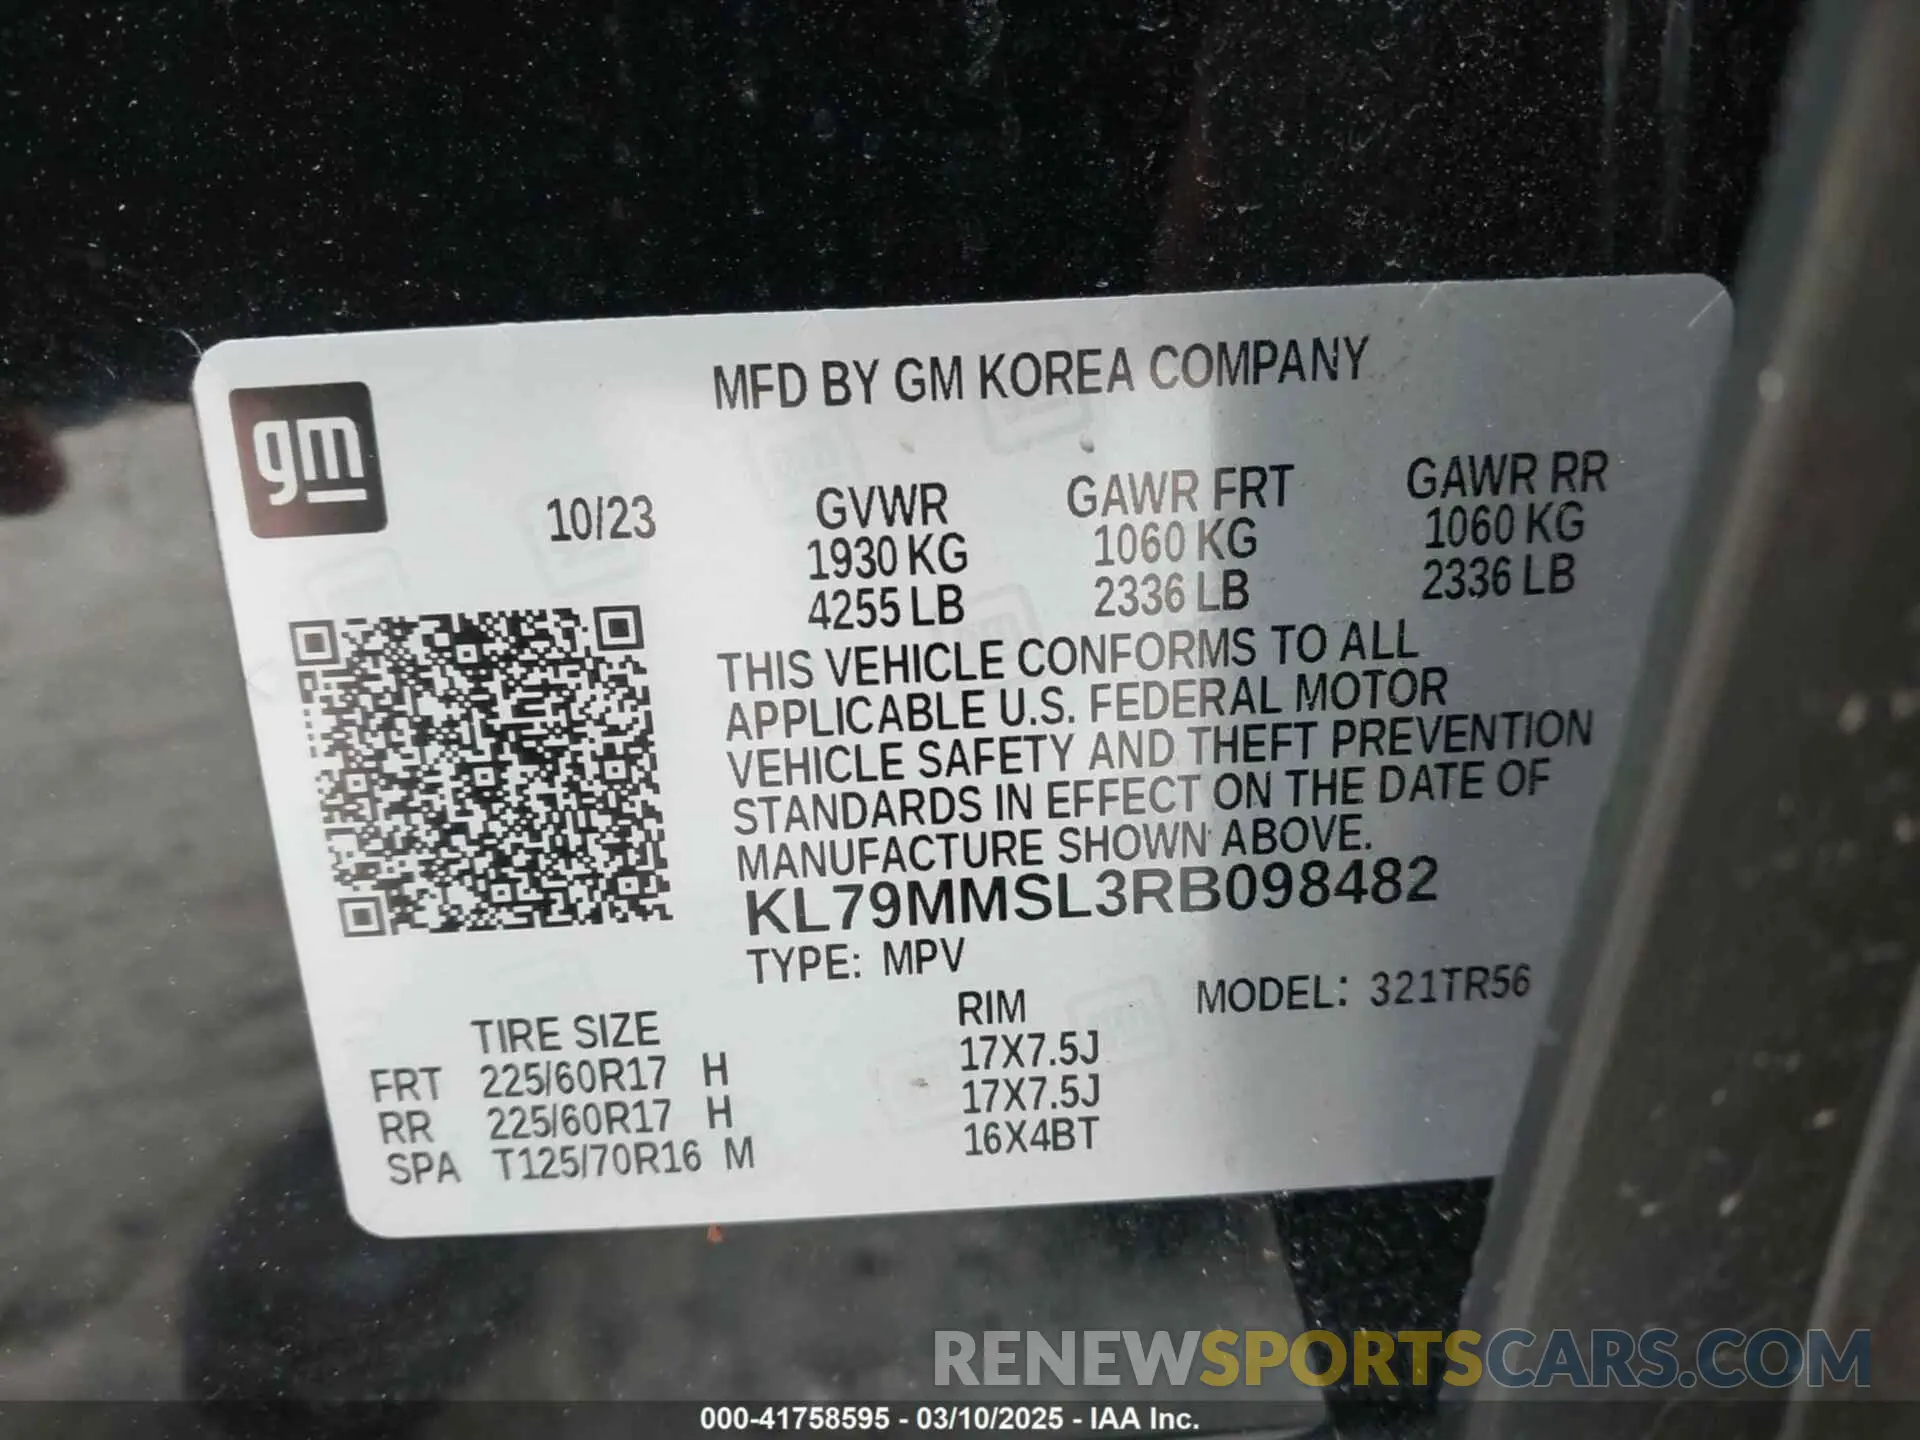 MFD BY GM KOREA COMPANY
gm
10/23
GVWR GAWR FRT GAWR RR
1930 KG 1060 KG 1060 KG
4255 LB 2336 LB 2336 LB
THIS VEHICLE CONFORMS TO ALL
APPLICABLE U.S. FEDERAL MOTOR
VEHICLE SAFETY AND THEFT PREVENTION
STANDARDS IN EFFECT ON THE DATE OF
MANUFACTURE SHOWN ABOVE.
KL79MMSL3RB098482
TYPE: MPV
MODEL: 321TR56
TIRE SIZE RIM
FRT 225/60R17 H 17X7.5J
RR 225/60R17 H 17X7.5J
SPA T125/70R16 M 16X4BT
RENEWSPORTSCARS.COM
000-41758595 - 03/10/2025 - IAA Inc.